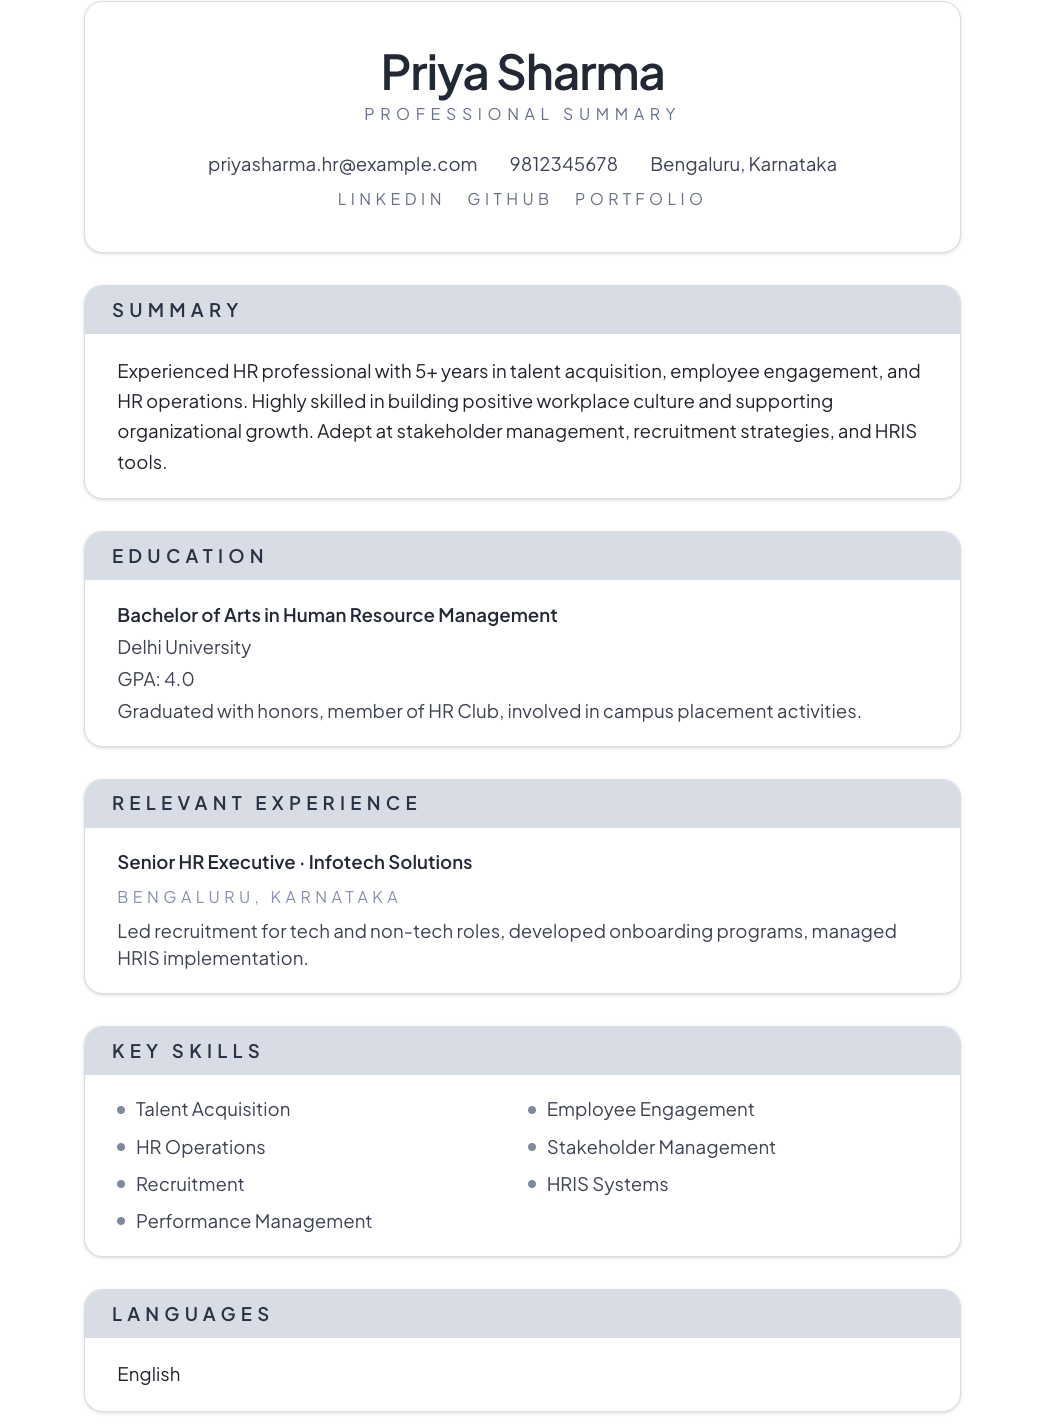 Priya Sharma
PROFESSIONAL SUMMARY
priyasharma.hr@example.com 9812345678 Bengaluru, Karnataka
LINKEDIN GITHUB PORTFOLIO
SUMMARY
Experienced HR professional with 5+ years in talent acquisition, employee engagement, and
HR operations. Highly skilled in building positive workplace culture and supporting
organizational growth. Adept at stakeholder management, recruitment strategies, and HRIS
tools.
EDUCATION
Bachelor of Arts in Human Resource Management
Delhi University
GPA: 4.0
Graduated with honors, member of HR Club, involved in campus placement activities.
RELEVANT EXPERIENCE
Senior HR Executive · Infotech Solutions
BENGALURU, KARNATAKA
Led recruitment for tech and non-tech roles, developed onboarding programs, managed
HRIS implementation.
KEY SKILLS
Talent Acquisition
Employee Engagement
HR Operations
Stakeholder Management
Recruitment
HRIS Systems
Performance Management
LANGUAGES
English